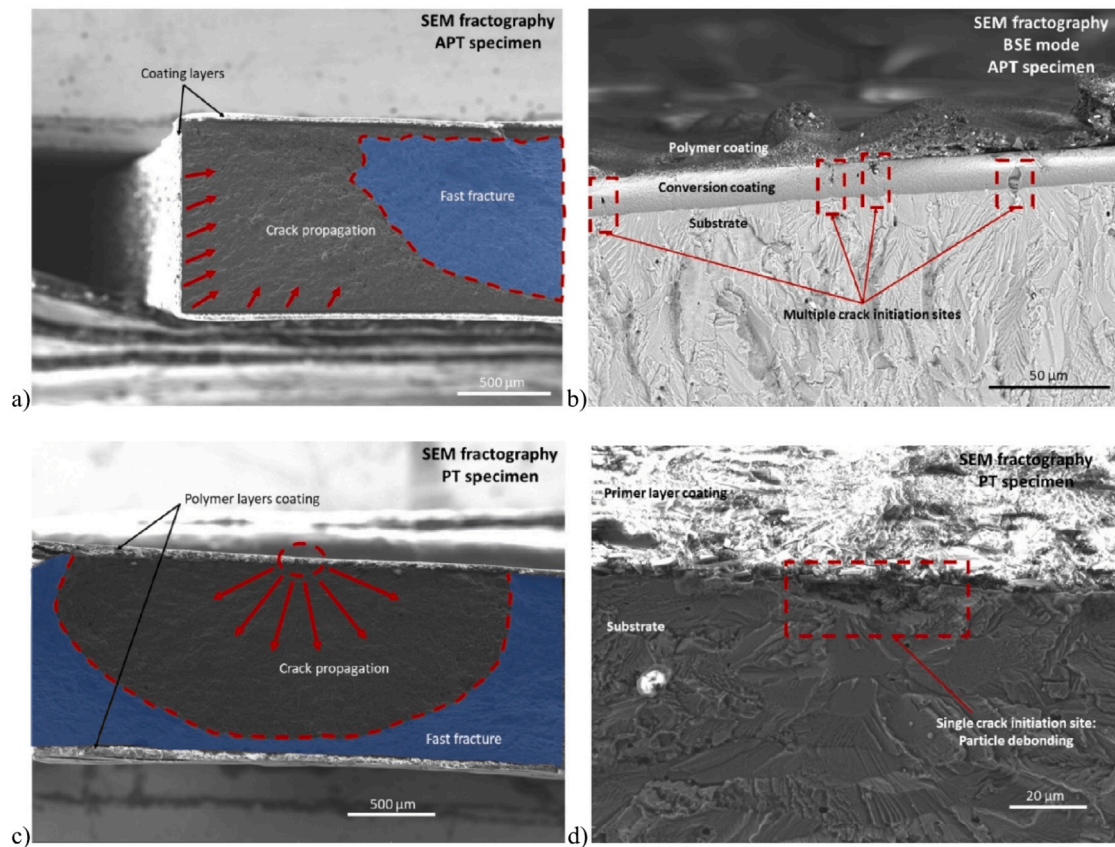 SEM fractography
APT specimen
Coating layers
Fast fracture
Crack propagation
500 µm
a)
SEM fractography
BSE mode
APT specimen
Polymer coating
Conversion coating
Substrate
Multiple crack initiation sites
50 µm
b)
SEM fractography
PT specimen
Polymer layers coating
Crack propagation
Fast fracture
500 µm
c)
SEM fractography
PT specimen
Primer layer coating
Substrate
Single crack initiation site:
Particle debonding
20 µm
d)